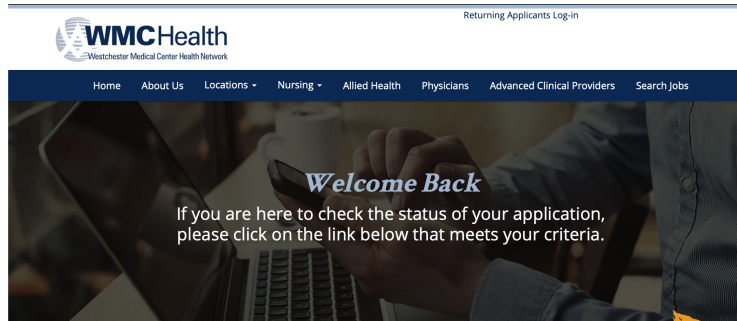 Returning Applicants Log-in
WMCHealth
Westchester Medical Center Health Network
Home About Us Locations Nursing Allied Health Physicians Advanced Clinical Providers Search Jobs
Welcome Back
If you are here to check the status of your application,
please click on the link below that meets your criteria.